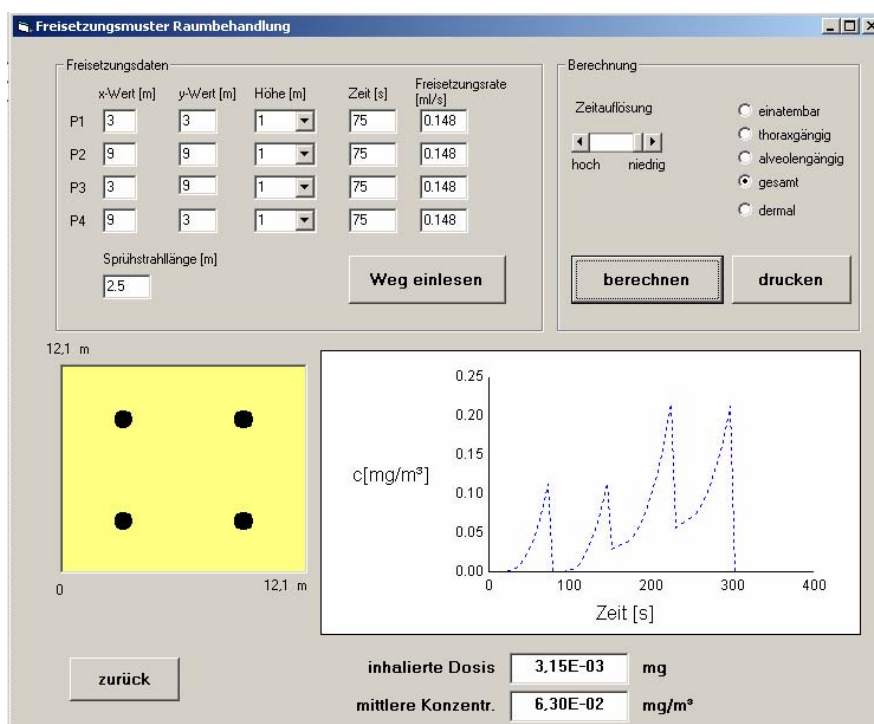 Freisetzungsmuster Raumbehandlung
Freisetzungsdaten
x-Wert [m] y-Wert [m] Höhe [m] Zeit [s] Freisetzungsrate [ml/s]
P1 3 3 1 75 0.148
P2 9 9 1 75 0.148
P3 3 9 1 75 0.148
P4 9 3 1 75 0.148
Sprühstrahllänge [m]
2.5
Weg einlesen
Berechnung
Zeitauflösung
hoch niedrig
einatembar
thoraxgängig
alveolengängig
gesamt
dermal
berechnen drucken
12,1 m
0 12,1 m
0.25
0.20
0.15
c[mg/m³]
0.10
0.05
0.00
0 100 200 300 400
Zeit [s]
zurück
inhalierte Dosis 3,15E-03 mg
mittlere Konzentr. 6,30E-02 mg/m³